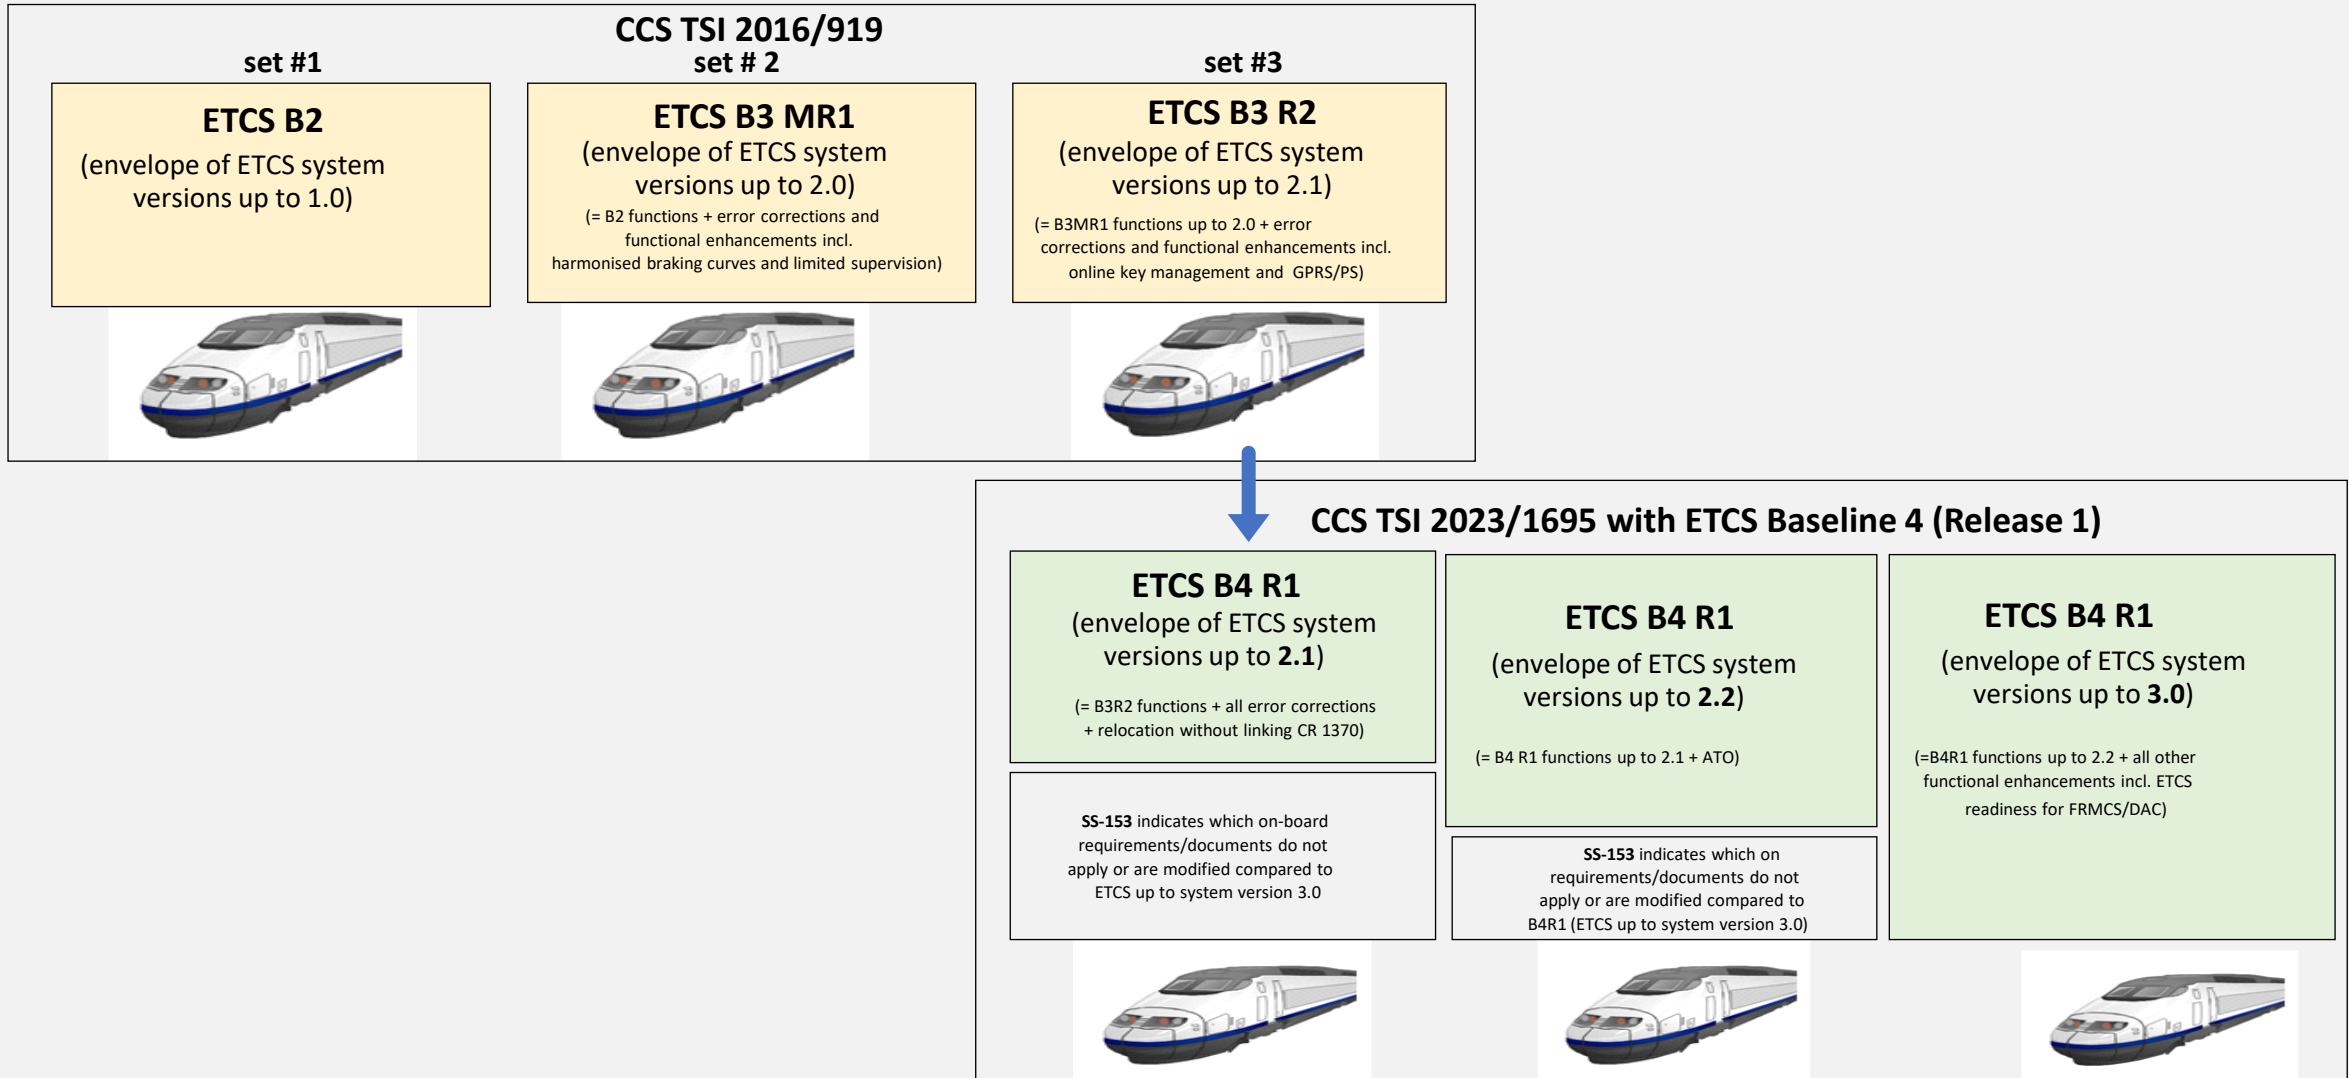 CCS TSI 2016/919
set #1
set # 2
set #3
ETCS B2
(envelope of ETCS system
versions up to 1.0)
ETCS B3 MR1
(envelope of ETCS system
versions up to 2.0)
(= B2 functions + error corrections and
functional enhancements incl.
harmonised braking curves and limited supervision)
ETCS B3 R2
(envelope of ETCS system
versions up to 2.1)
(= B3MR1 functions up to 2.0 + error
corrections and functional enhancements incl.
online key management and GPRS/PS)
CCS TSI 2023/1695 with ETCS Baseline 4 (Release 1)
ETCS B4 R1
(envelope of ETCS system
versions up to 2.1)
(= B3R2 functions + all error corrections
+ relocation without linking CR 1370)
SS-153 indicates which on-board
requirements/documents do not
apply or are modified compared to
ETCS up to system version 3.0
ETCS B4 R1
(envelope of ETCS system
versions up to 2.2)
(= B4 R1 functions up to 2.1 + ATO)
SS-153 indicates which on
requirements/documents do not
apply or are modified compared to
B4R1 (ETCS up to system version 3.0)
ETCS B4 R1
(envelope of ETCS system
versions up to 3.0)
(=B4R1 functions up to 2.2 + all other
functional enhancements incl. ETCS
readiness for FRMCS/DAC)